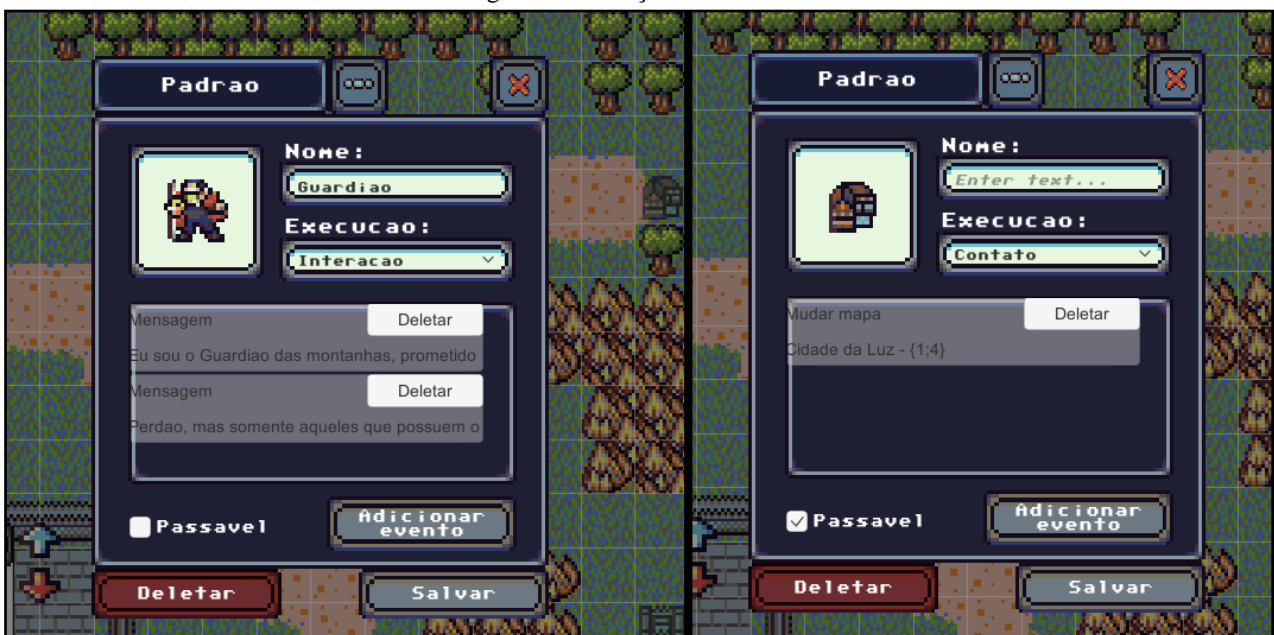 Padrao
Nome:
Guardiao
Execucao:
Interacao
Mensagem
Deletar
Eu sou o Guardiao das montanhas, prometido
Mensagem
Deletar
Perdao, mas somente aqueles que possuem o
Passavel
Adicionar
evento
Deletar
Salvar
Padrao
Nome:
Enter text...
Execucao:
Contato
Mudar mapa
Deletar
Cidade da Luz - {1;4}
Passavel
Adicionar
evento
Deletar
Salvar